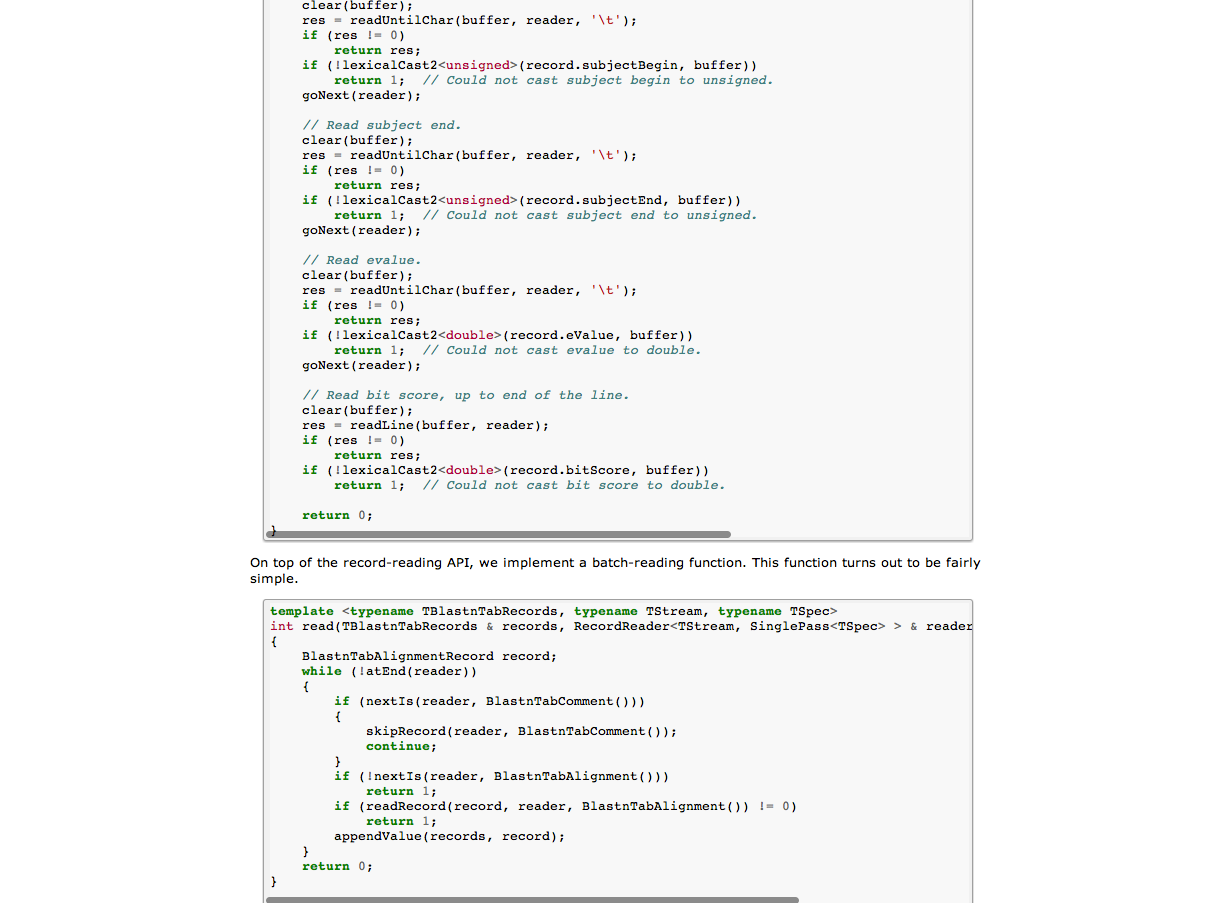 clear(buffer);
    res = readUntilChar(buffer, reader, '\t');
    if (res != 0)
        return res;
    if (!lexicalCast2<unsigned>(record.subjectBegin, buffer))
        return 1;  // Could not cast subject begin to unsigned.
    goNext(reader);

    // Read subject end.
    clear(buffer);
    res = readUntilChar(buffer, reader, '\t');
    if (res != 0)
        return res;
    if (!lexicalCast2<unsigned>(record.subjectEnd, buffer))
        return 1;  // Could not cast subject end to unsigned.
    goNext(reader);

    // Read evalue.
    clear(buffer);
    res = readUntilChar(buffer, reader, '\t');
    if (res != 0)
        return res;
    if (!lexicalCast2<double>(record.eValue, buffer))
        return 1;  // Could not cast evalue to double.
    goNext(reader);

    // Read bit score, up to end of the line.
    clear(buffer);
    res = readLine(buffer, reader);
    if (res != 0)
        return res;
    if (!lexicalCast2<double>(record.bitScore, buffer))
        return 1;  // Could not cast bit score to double.

    return 0;
}
On top of the record-reading API, we implement a batch-reading function. This function turns out to be fairly
simple.
template <typename TBlastnTabRecords, typename TStream, typename TSpec>
int read(TBlastnTabRecords & records, RecordReader<TStream, SinglePass<TSpec> > & reader
{
    BlastnTabAlignmentRecord record;
    while (!atEnd(reader))
    {
        if (nextIs(reader, BlastnTabComment()))
        {
            skipRecord(reader, BlastnTabComment());
            continue;
        }
        if (!nextIs(reader, BlastnTabAlignment()))
            return 1;
        if (readRecord(record, reader, BlastnTabAlignment()) != 0)
            return 1;
        appendValue(records, record);
    }
    return 0;
}